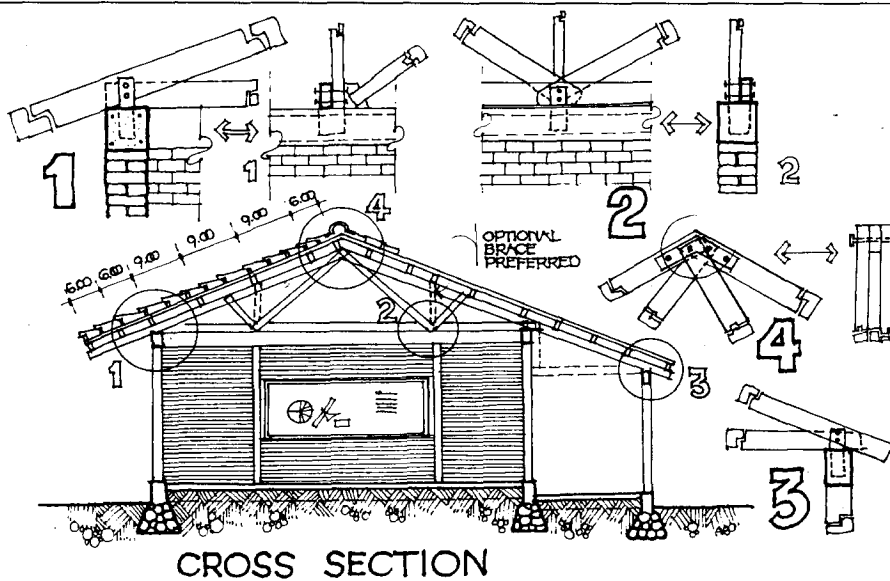 1
1
2
2
6.00 6.00 9.00 9.00 9.00 6.00
4
OPTIONAL
BRACE
PREFERRED
4
1
2
3
3
CROSS SECTION